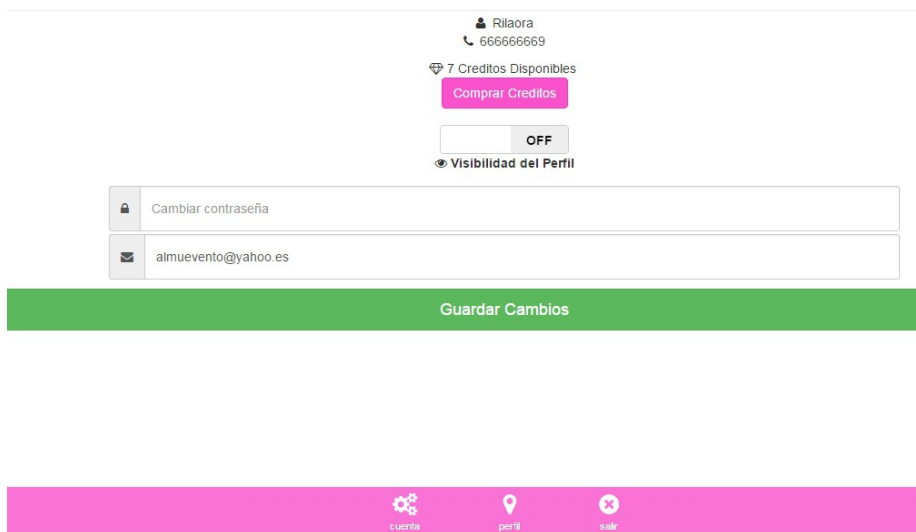 Rilaora
666666669
7 Creditos Disponibles
Comprar Creditos
OFF
Visibilidad del Perfil
Cambiar contraseña
almuevento@yahoo.es
Guardar Cambios
cuenta perfil salir